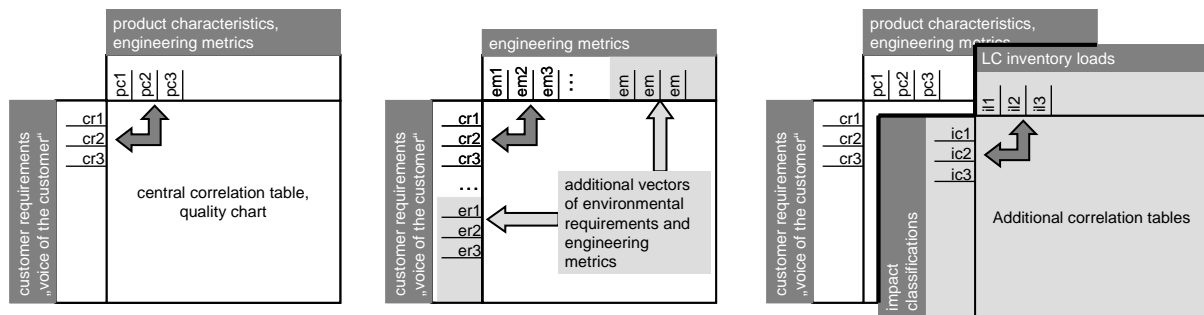 product characteristics,
engineering metrics
pc1
pc2
pc3
customer requirements
„voice of the customer“
cr1
cr2
cr3
central correlation table,
quality chart
engineering metrics
em1
em2
em3
...
em
em
em
customer requirements
„voice of the customer“
cr1
cr2
cr3
...
er1
er2
er3
additional vectors
of environmental
requirements and
engineering
metrics
product characteristics,
engineering metrics
pc1
pc2
pc3
LC inventory loads
il1
il2
il3
customer requirements
„voice of the customer“
cr1
cr2
cr3
impact
classifications
ic1
ic2
ic3
Additional correlation tables